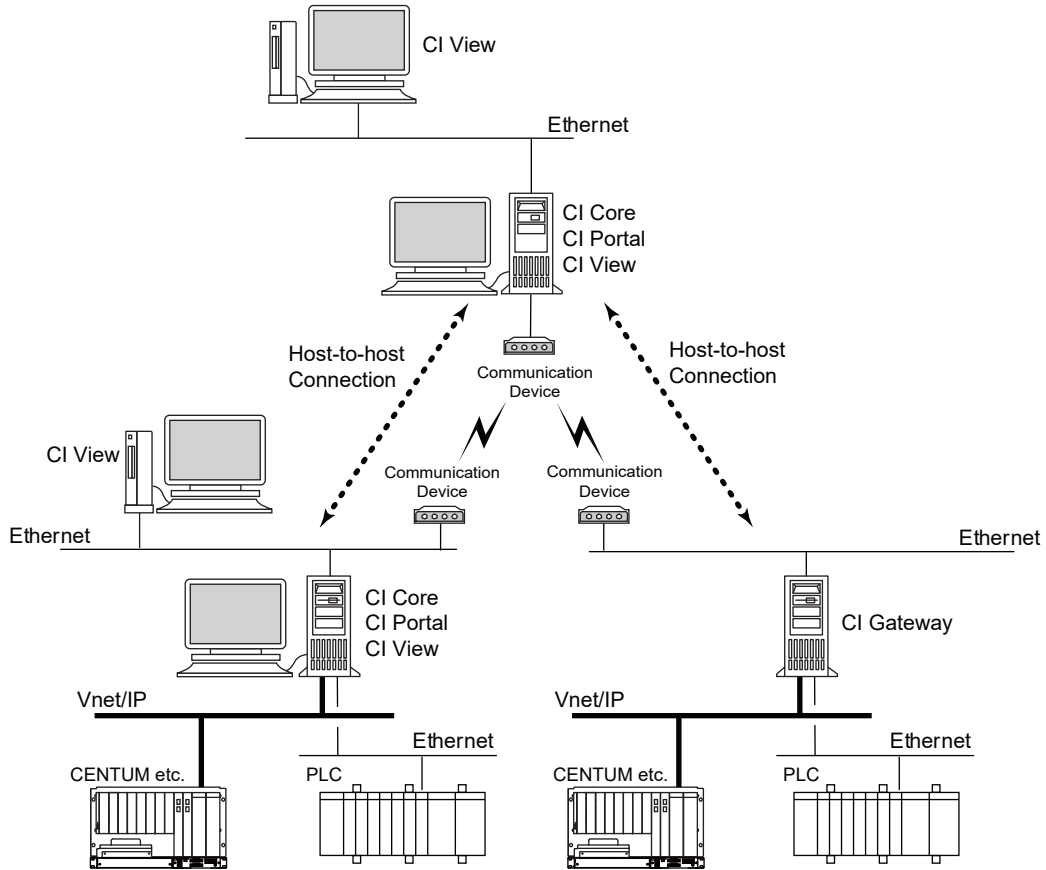 CI View
Ethernet
CI Core
CI Portal
CI View
Host-to-host
Connection
Host-to-host
Connection
Communication
Device
CI View
Communication
Device
Communication
Device
Ethernet
Ethernet
CI Core
CI Portal
CI View
CI Gateway
Vnet/IP
Vnet/IP
Ethernet
Ethernet
CENTUM etc.
PLC
CENTUM etc.
PLC